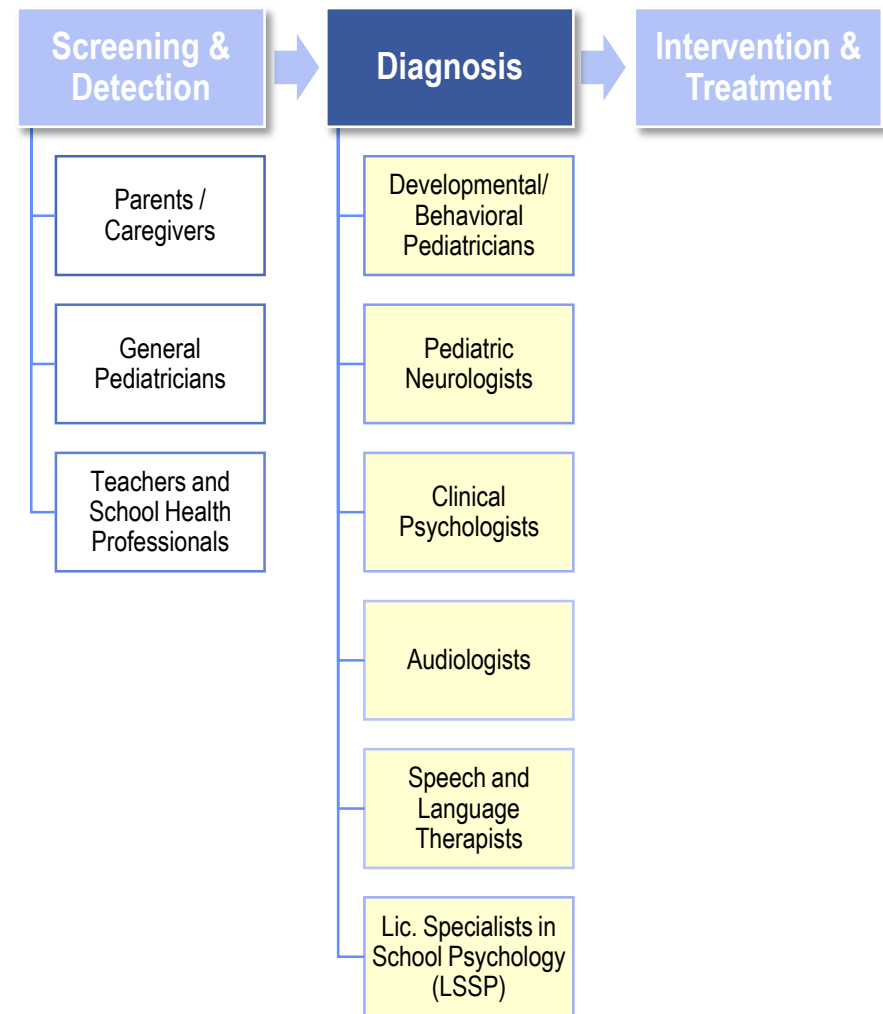 Screening &
Detection
Diagnosis
Intervention &
Treatment
Parents /
Caregivers
General
Pediatricians
Teachers and
School Health
Professionals
Developmental/
Behavioral
Pediatricians
Pediatric
Neurologists
Clinical
Psychologists
Audiologists
Speech and
Language
Therapists
Lic. Specialists in
School Psychology
(LSSP)